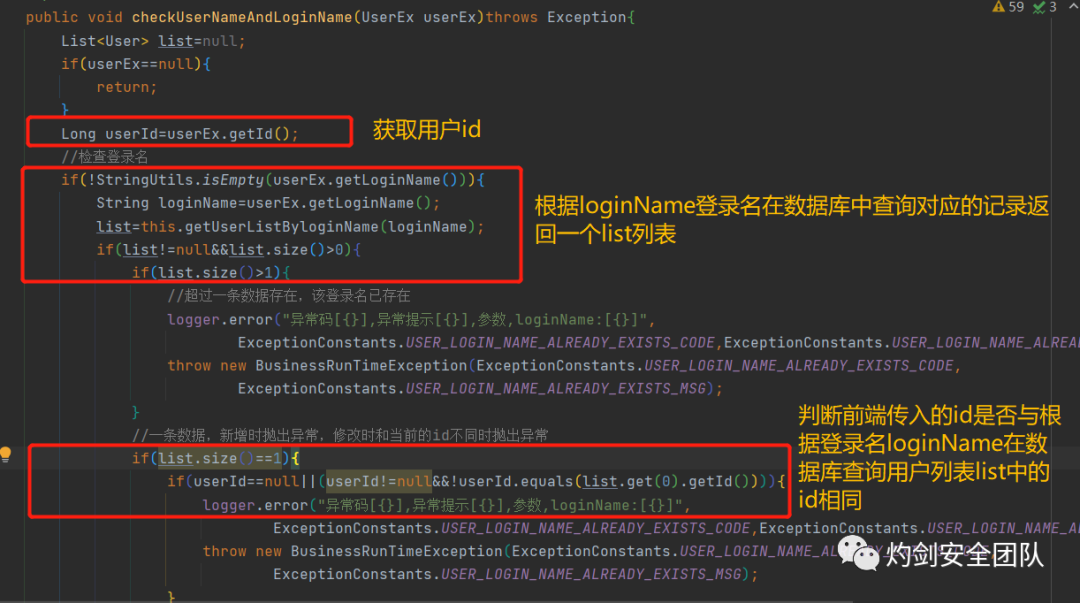 public void checkUserNameAndLoginName(UserEx userEx)throws Exception{
59
3
List<User> list=null;
if(userEx==null){
return;
}
Long userId=userEx.getId();
获取用户id
//检查登录名
if(!StringUtils.isEmpty(userEx.getLoginName())){
String loginName=userEx.getLoginName();
list=this.getUserListByloginName(loginName);
if(list!=null&&list.size()>0){
if(list.size()>1){
根据loginName登录名在数据库中查询对应的记录返
回一个list列表
//超过一条数据存在，该登录名已存在
logger.error("异常码[{}],异常提示[{}],参数,loginName:[{}]",
ExceptionConstants.USER_LOGIN_NAME_ALREADY_EXISTS_CODE,ExceptionConstants.USER_LOGIN_NAME_ALREA
throw new BusinessRunTimeException(ExceptionConstants.USER_LOGIN_NAME_ALREADY_EXISTS_CODE,
ExceptionConstants.USER_LOGIN_NAME_ALREADY_EXISTS_MSG);
}
//一条数据，新增时抛出异常，修改时和当前的id不同时抛出异常
if(list.size()==1){
if(userId==null||(userId!=null&&!userId.equals(list.get(0).getId()))){
判断前端传入的id是否与根
据登录名loginName在数
据库查询用户列表list中的
id相同
logger.error("异常码[{}],异常提示[{}],参数,loginName:[{}]",
ExceptionConstants.USER_LOGIN_NAME_ALREADY_EXISTS_CODE,ExceptionConstants.USER_LOGIN_NAME_A
throw new BusinessRunTimeException(ExceptionConstants.USER_LOGIN_NAME_AL
ExceptionConstants.USER_LOGIN_NAME_ALREADY_EXISTS_MSG);
}
灼剑安全团队